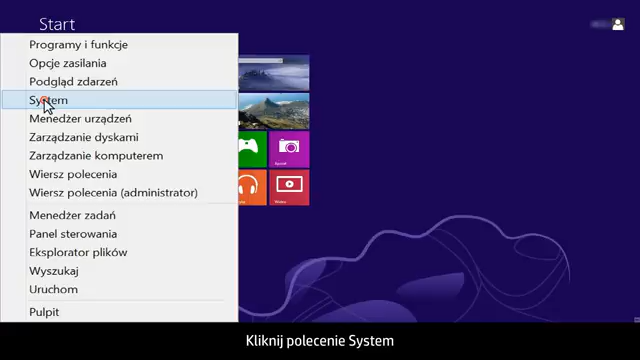 Start
Programy i funkcje
Opcje zasilania
Podgląd zdarzeń
System
Menedżer urządzeń
Zarządzanie dyskami
Zarządzanie komputerem
Wiersz polecenia
Wiersz polecenia (administrator)
Menedżer zadań
Panel sterowania
Eksplorator plików
Wyszukaj
Uruchom
Pulpit
Kliknij polecenie System